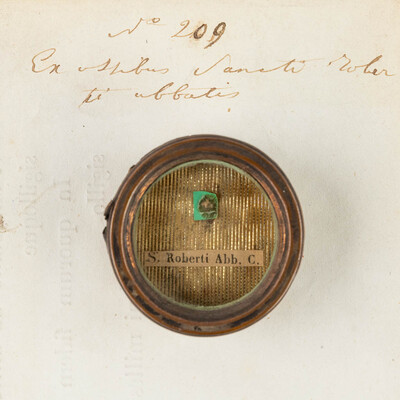 No 209
Ex ossibus Sancti Rober
ti abbatis
S. Roberti Abb. C.